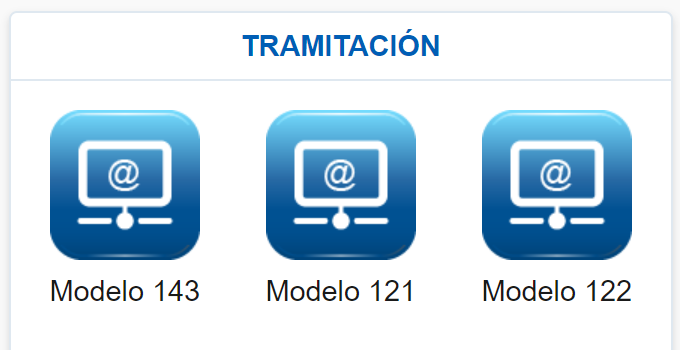 TRAMITACIÓN
@ @ @
Modelo 143 Modelo 121 Modelo 122